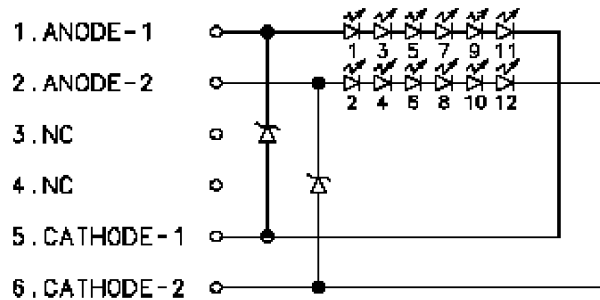 1.ANODE-1
1 3 5 7 9 11
2.ANODE-2
2 4 6 8 10 12
3.NC
4.NC
5.CATHODE-1
6.CATHODE-2